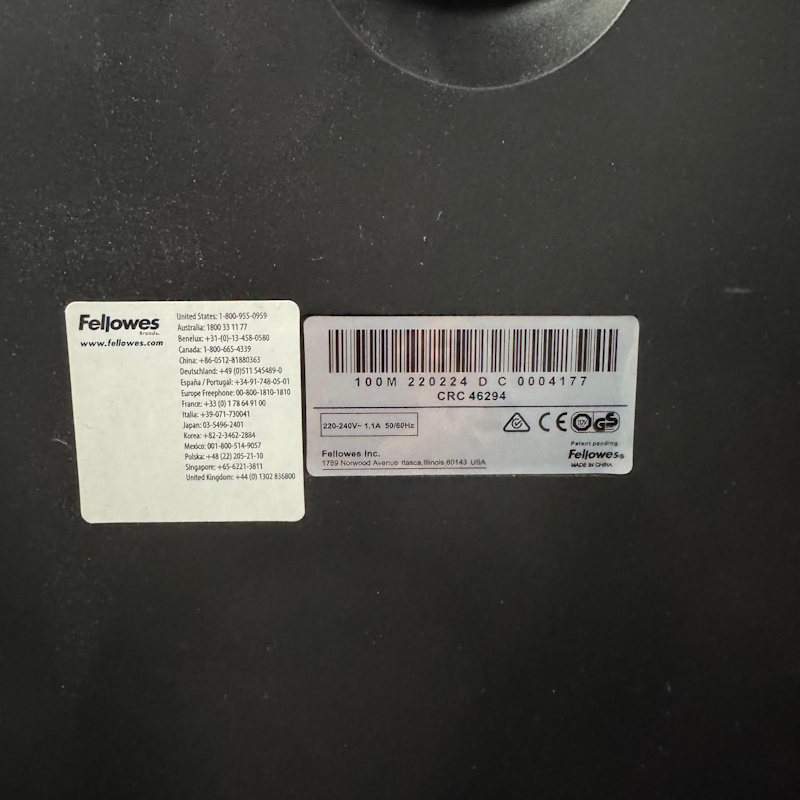 Fellowes
Brands™
www.fellowes.com
United States: 1-800-955-0959
Australia: 1800 33 11 77
Benelux: +31-(0)-13-458-0580
Canada: 1-800-665-4339
China: +86-0512-81880363
Deutschland: +49 (0)511 545489-0
España / Portugal: +34-91-748-05-01
Europe Freephone: 00-800-1810-1810
France: +33 (0) 1 78 64 91 00
Italia: +39-071-730041
Japan: 03-5496-2401
Korea: +82-2-3462-2884
Mexico: 001-800-514-9057
Polska: +48 (22) 205-21-10
Singapore: +65-6221-3811
United Kingdom: +44 (0) 1302 836800
100M 220224 D C 0004177
CRC 46294
220-240V~ 1.1A 50/60Hz
CE GS
Patent pending
Fellowes Inc.
1789 Norwood Avenue Itasca,Illinois 60143 USA
Fellowes®
MADE IN CHINA